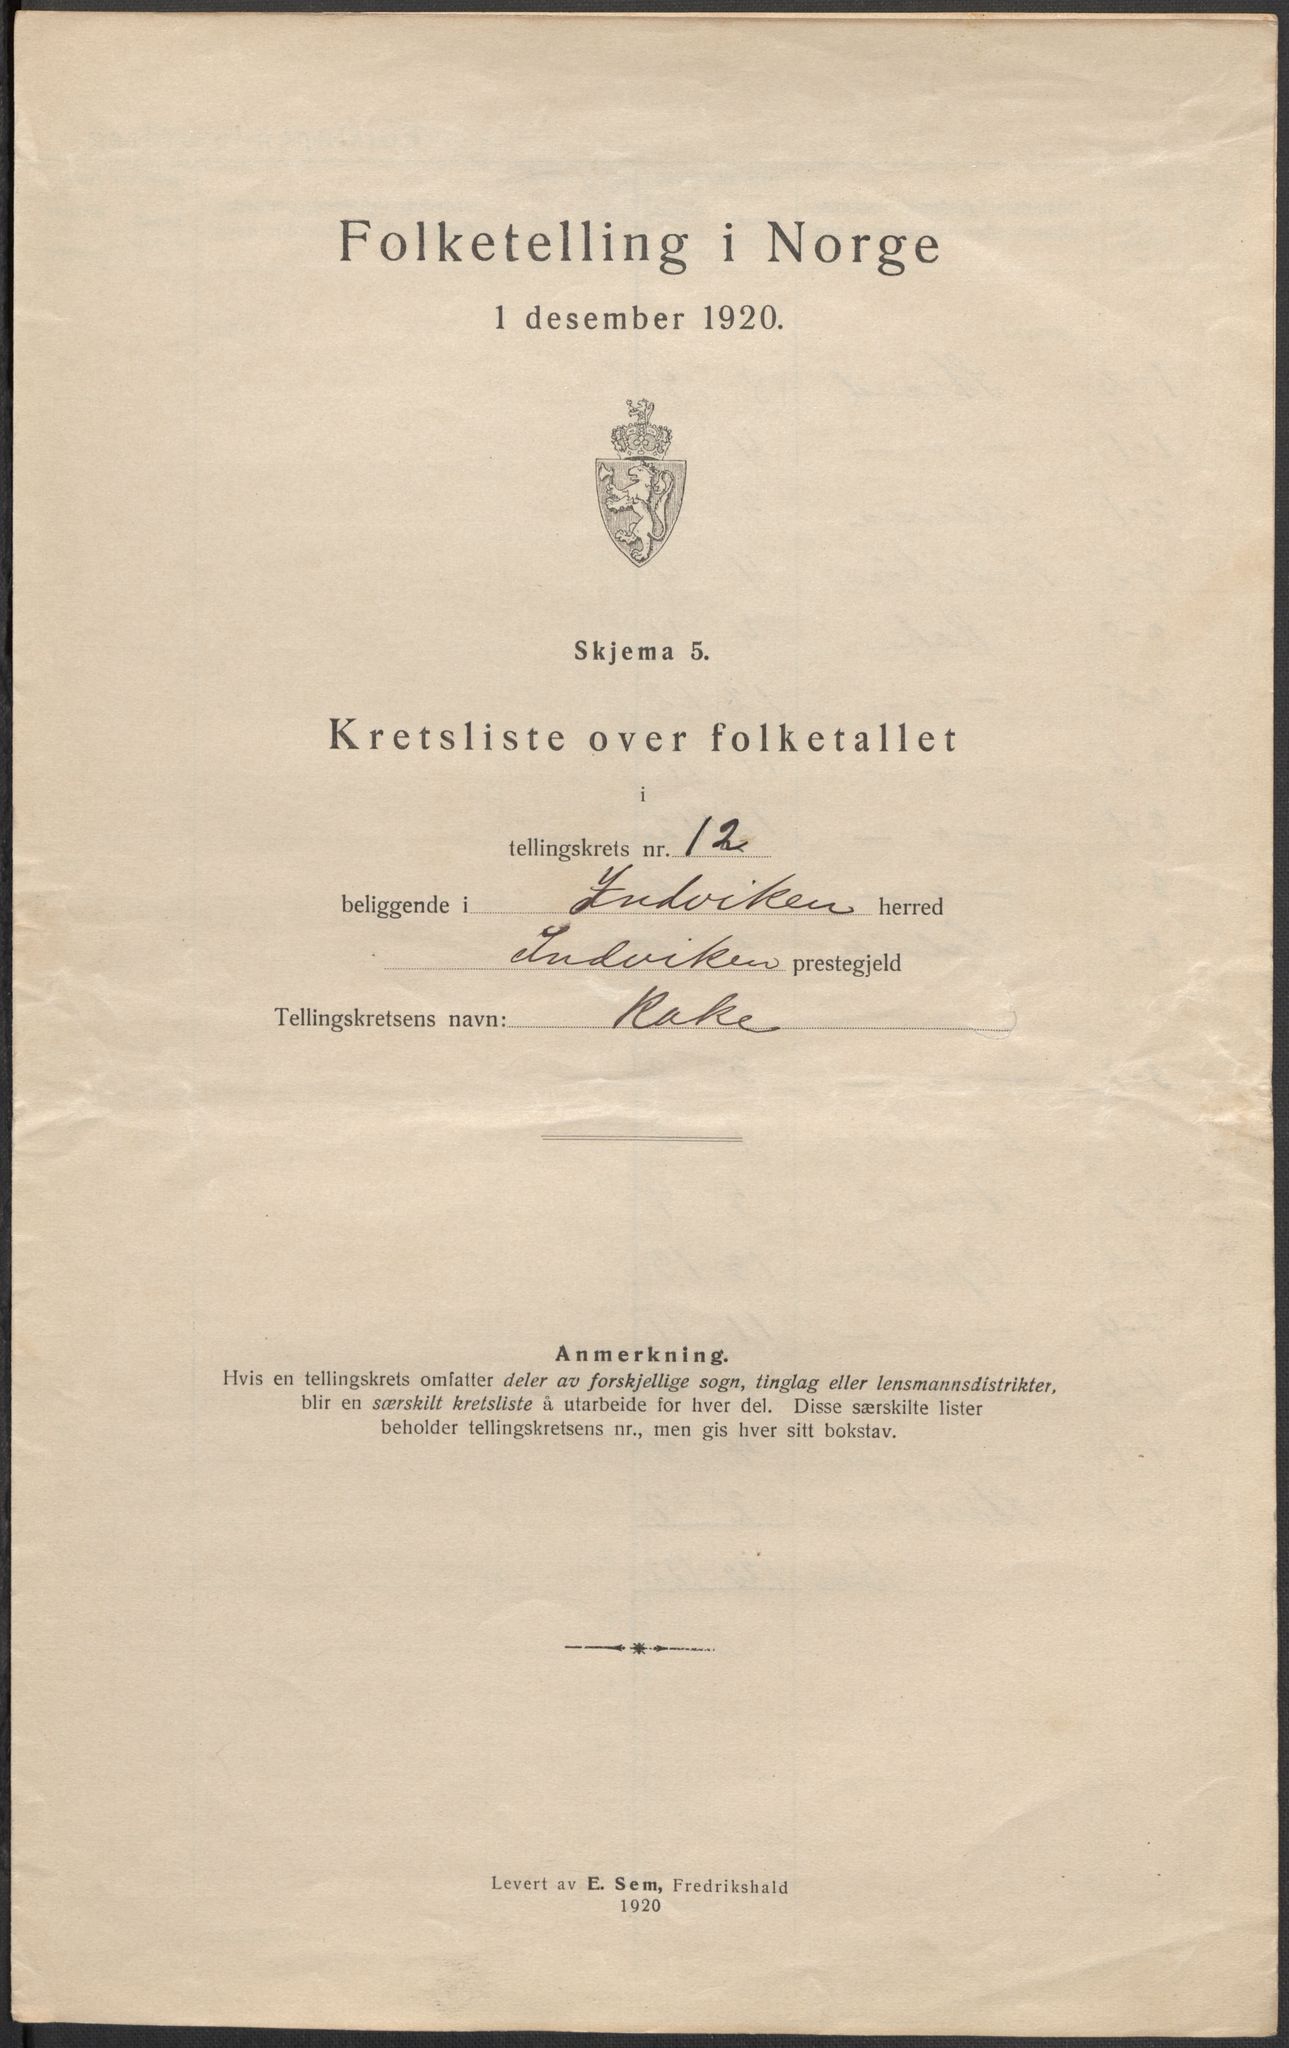 Folketelling i Norge
1 desember 1920.
Skjema 5.
Kretsliste over folketallet
i
tellingskrets nr. 12
beliggende i Indviken herred
Indviken prestegjeld
Tellingskretsens navn: Rake
Anmerkning.
Hvis en tellingskrets omfatter deler av forskjellige sogn, tinglag eller lensmannsdistrikter,
blir en særskilt kretsliste å utarbeide for hver del. Disse særskilte lister
beholder tellingskretsens nr., men gis hver sitt bokstav.
Levert av E. Sem, Fredrikshald
1920